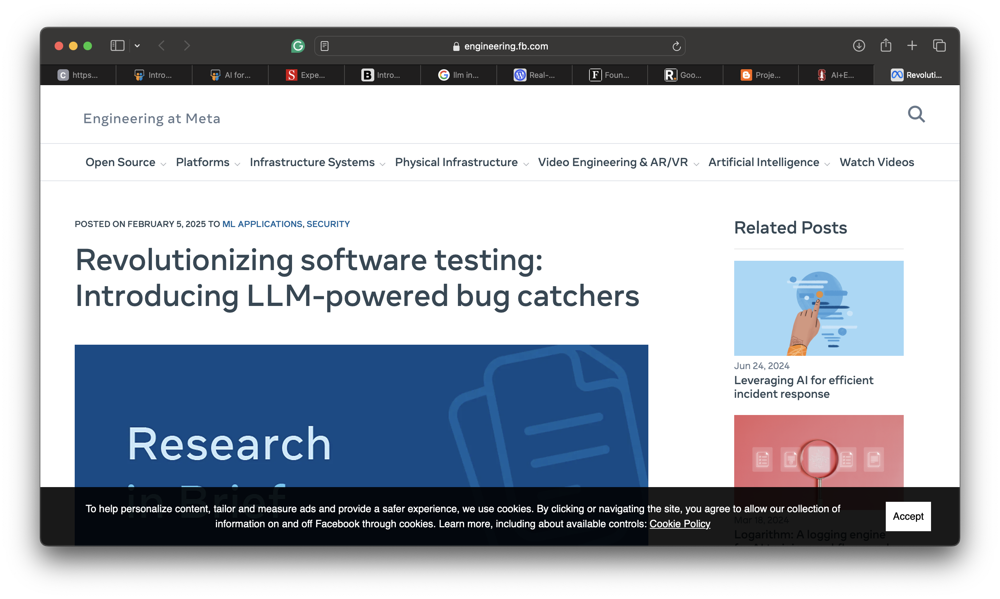 engineering.fb.com
C https...
Intro...
AI for...
S Expe...
B Intro...
G llm in...
Real-...
F Foun...
R. Goo...
Proje...
AI+E...
Revoluti...
Engineering at Meta
Open Source Platforms Infrastructure Systems Physical Infrastructure Video Engineering & AR/VR Artificial Intelligence Watch Videos
POSTED ON FEBRUARY 5, 2025 TO ML APPLICATIONS, SECURITY
Revolutionizing software testing:
Introducing LLM-powered bug catchers
Research
in Brief
Related Posts
Jun 24, 2024
Leveraging AI for efficient
incident response
Mar 18, 2024
Logarithm: A logging engine
To help personalize content, tailor and measure ads and provide a safer experience, we use cookies. By clicking or navigating the site, you agree to allow our collection of
information on and off Facebook through cookies. Learn more, including about available controls: Cookie Policy
Accept